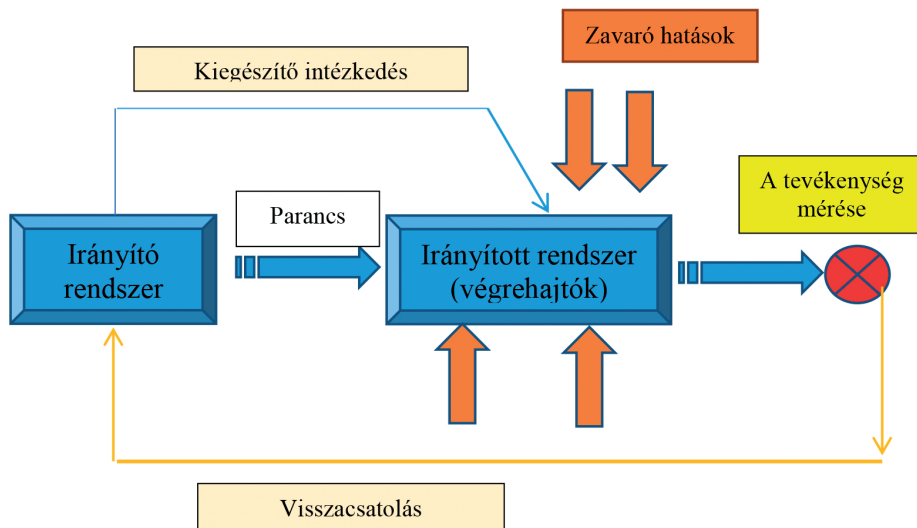 Zavaró hatások
Kiegészítő intézkedés
A tevékenység
mérése
Parancs
Irányító
rendszer
Irányított rendszer
(végrehajtók)
Visszacsatolás